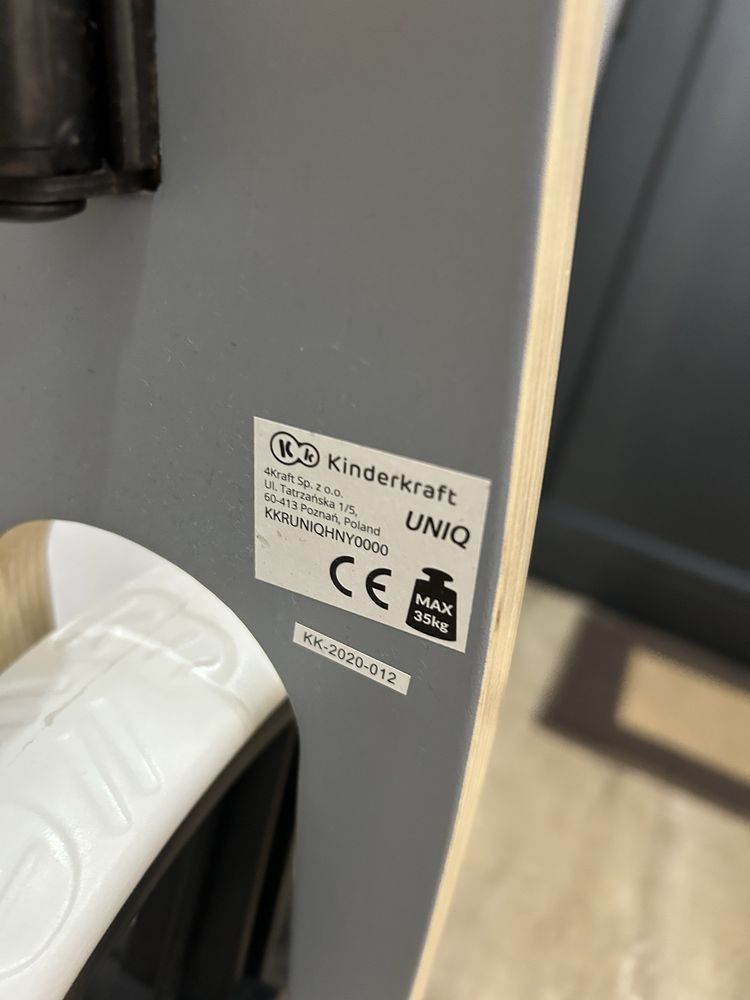 Kk Kinderkraft
4Kraft Sp. z o.o.
Ul. Tatrzańska 1/5,
60-413 Poznań, Poland
UNIQ
KKRUNIQHNY0000
CE
MAX
35kg
KK-2020-012